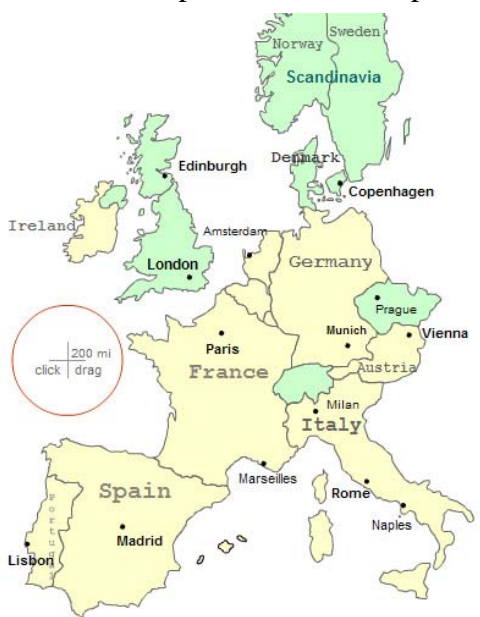 Sweden
Norway
Scandinavia
Denmark
Edinburgh
Copenhagen
Ireland
Amsterdam
Germany
London
Prague
Munich
Vienna
Paris
200 mi
click drag
France
Austria
Milan
Italy
Marseilles
Rome
Spain
Portugal
Naples
Madrid
Lisbon